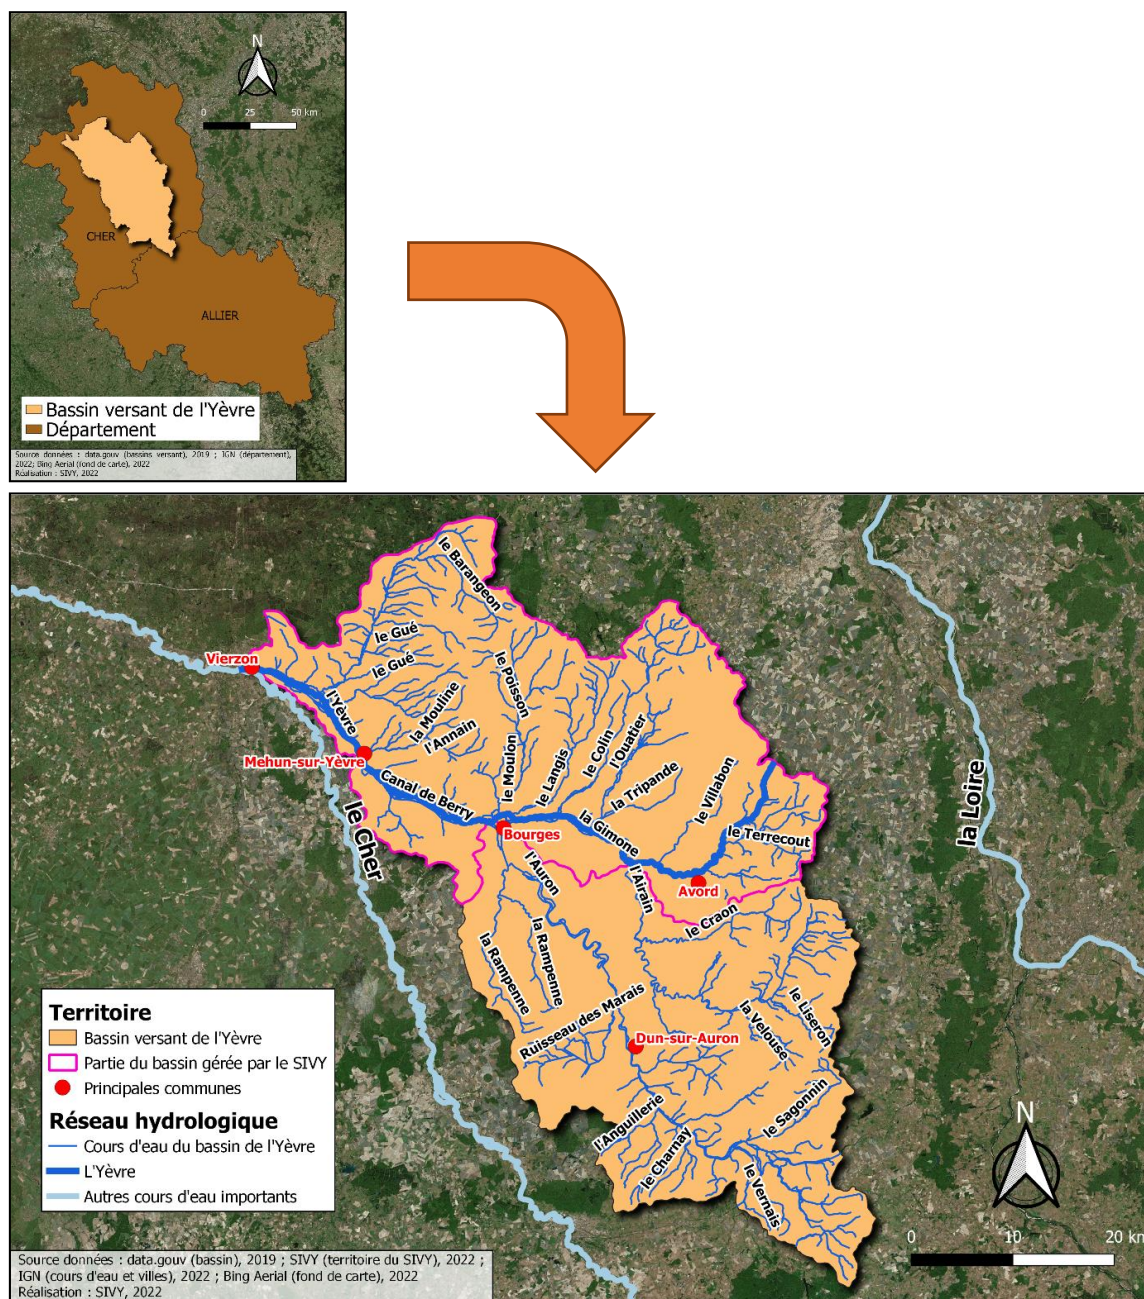 N
0 25 50 km
CHER
ALLIER
Bassin versant de l'Yèvre
Département
Source données : data.gouv (bassins versant), 2019 ; IGN (département),
2022; Bing Aerial (fond de carte), 2022
Réalisation : SIVY, 2022
le Barangeon
le Gué
Vierzon
le Gué
le Poisson
l'Yèvre
la Mouline
l'Annain
le Colin
l'Ouatier
Mehun-sur-Yèvre
le Moulon
le Langis
la Tripande
le Villabon
Canal de Berry
la Loire
le Cher
Bourges
la Gimone
le Terrecout
l'Auron
l'Airain
Avord
le Craon
la Rampenne
la Rampenne
Ruisseau des Marais
la Velouse
le Liseron
Dun-sur-Auron
l'Anguillerie
le Charnay
le Sagonnin
le Vernais
Territoire
Bassin versant de l'Yèvre
Partie du bassin gérée par le SIVY
Principales communes
Réseau hydrologique
Cours d'eau du bassin de l'Yèvre
L'Yèvre
Autres cours d'eau importants
N
0 10 20 km
Source données : data.gouv (bassin), 2019 ; SIVY (territoire du SIVY), 2022 ;
IGN (cours d'eau et villes), 2022 ; Bing Aerial (fond de carte), 2022
Réalisation : SIVY, 2022